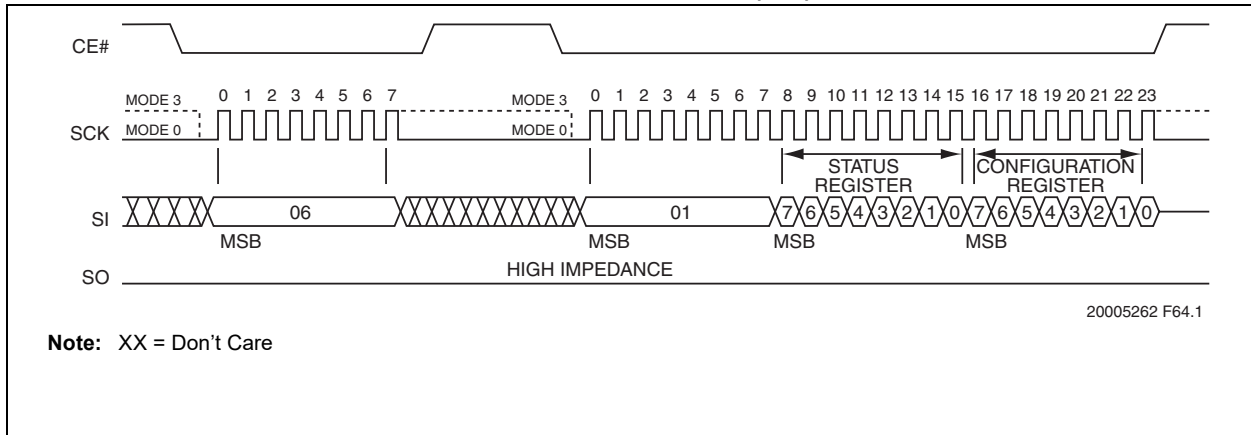 CE#
MODE 3 0 1 2 3 4 5 6 7 MODE 3 0 1 2 3 4 5 6 7 8 9 10 11 12 13 14 15 16 17 18 19 20 21 22 23
SCK MODE 0 MODE 0
STATUS REGISTER
CONFIGURATION REGISTER
SI 06 01 7 6 5 4 3 2 1 0 7 6 5 4 3 2 1 0
MSB MSB MSB MSB
HIGH IMPEDANCE
SO
20005262 F64.1
Note: XX = Don't Care